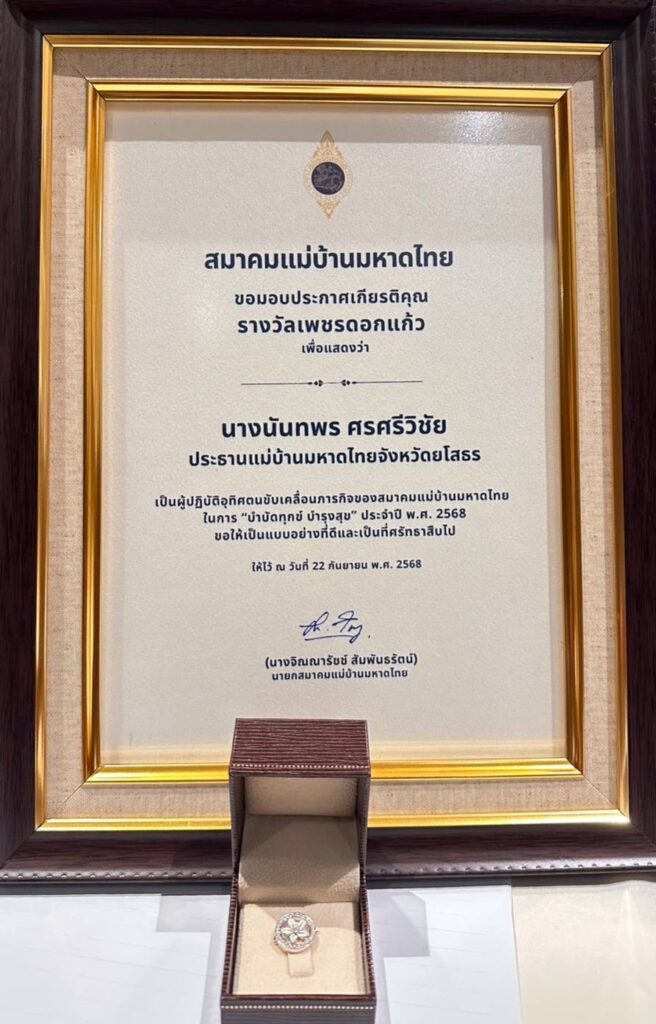 สมาคมแม่บ้านมหาดไทย
ขอมอบประกาศเกียรติคุณ
รางวัลเพชรดอกแก้ว
เพื่อแสดงว่า
นางนันทพร ศรศรีวิชัย
ประธานแม่บ้านมหาดไทยจังหวัดยโสธร
เป็นผู้ปฏิบัติอุทิศตนขับเคลื่อนภารกิจของสมาคมแม่บ้านมหาดไทย
ในการ “บำบัดทุกข์ บำรุงสุข” ประจำปี พ.ศ. 2568
ขอให้เป็นแบบอย่างที่ดีและเป็นที่ศรัทธาสืบไป
ให้ไว้ ณ วันที่ 22 กันยายน พ.ศ. 2568
(นางจิณณารัชช์ สัมพันธรัตน์)
นายกสมาคมแม่บ้านมหาดไทย